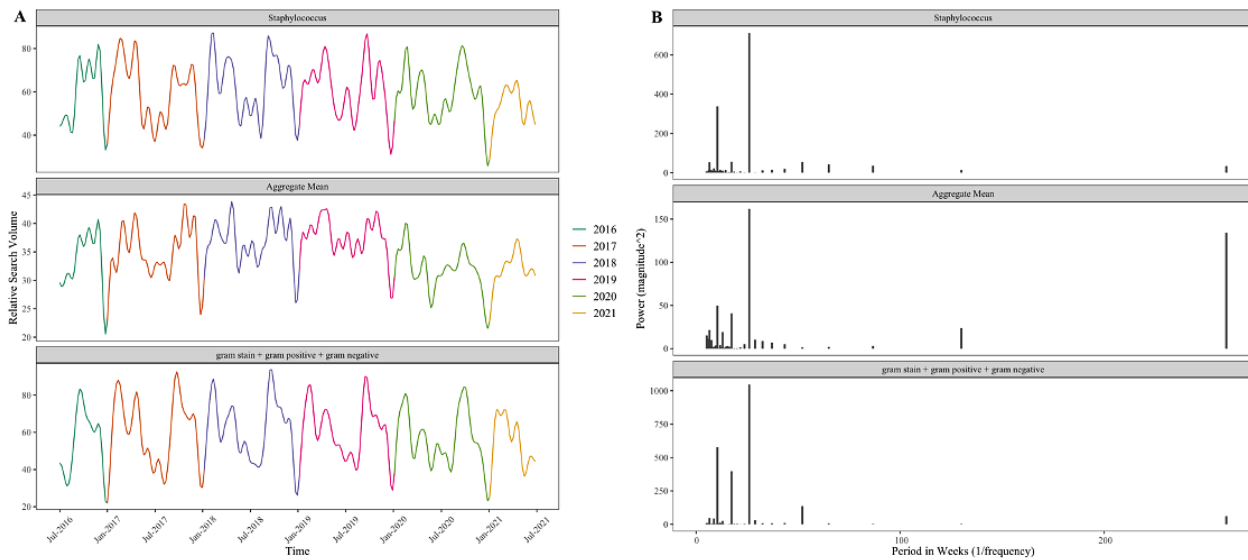 A
Staphylococcus
80
60
40
Aggregate Mean
45
40
35
30
25
20
gram stain + gram positive + gram negative
80
60
40
20
Relative Search Volume
Jul-2016
Jan-2017
Jul-2017
Jan-2018
Jul-2018
Jan-2019
Jul-2019
Jan-2020
Jul-2020
Jan-2021
Jul-2021
Time
2016
2017
2018
2019
2020
2021
B
Staphylococcus
600
400
200
0
Aggregate Mean
150
100
50
0
gram stain + gram positive + gram negative
1000
750
500
250
0
Power (magnitude^2)
0
200
Period in Weeks (1/frequency)